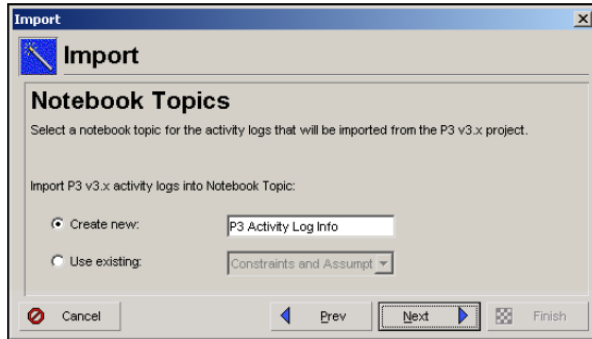 Import
Import
Notebook Topics
Select a notebook topic for the activity logs that will be imported from the P3 v3.x project.
Import P3 v3.x activity logs into Notebook Topic:
Create new: P3 Activity Log Info
Use existing: Constraints and Assumpt
Cancel Prev Next Finish